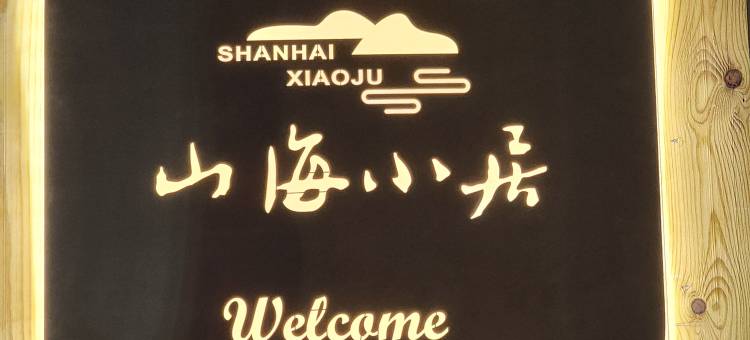 SHANHAI
XIAOJU
山海小居
Welcome